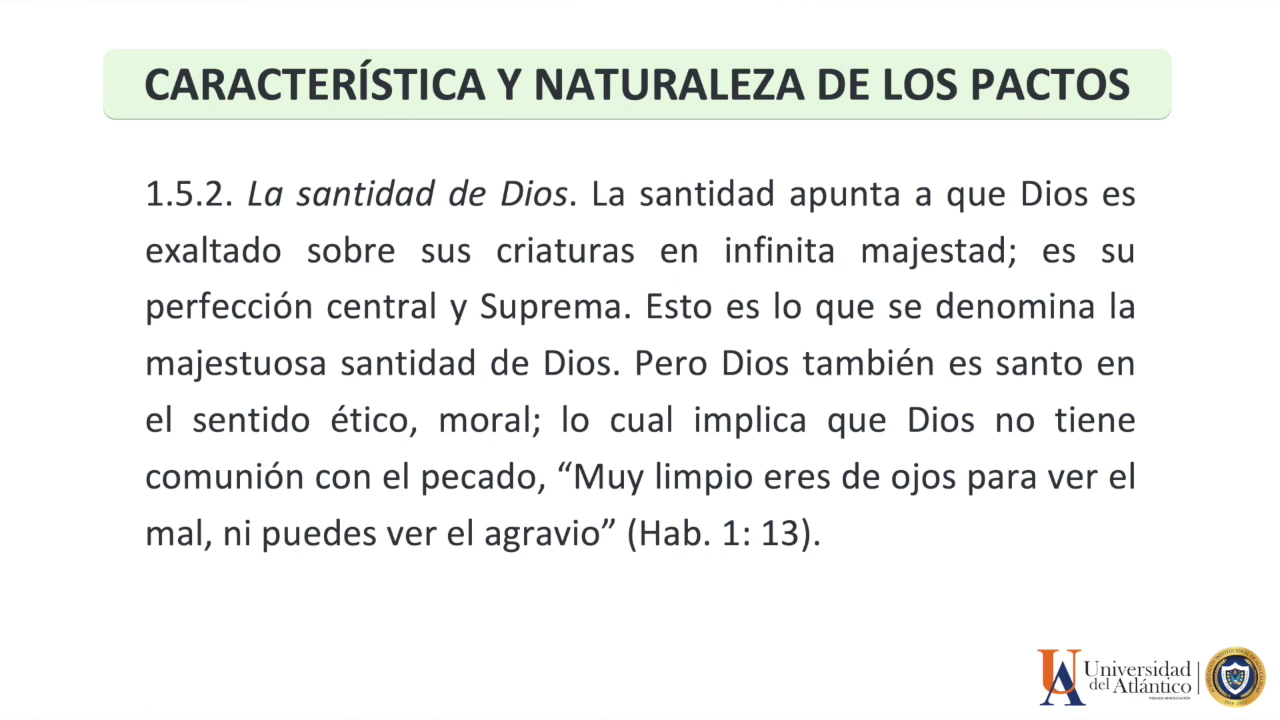 CARACTERÍSTICA Y NATURALEZA DE LOS PACTOS
1.5.2. La santidad de Dios. La santidad apunta a que Dios es
exaltado sobre sus criaturas en infinita majestad; es su
perfección central y Suprema. Esto es lo que se denomina la
majestuosa santidad de Dios. Pero Dios también es santo en
el sentido ético, moral; lo cual implica que Dios no tiene
comunión con el pecado, “Muy limpio eres de ojos para ver el
mal, ni puedes ver el agravio” (Hab. 1: 13).
UA
Universidad
del Atlántico